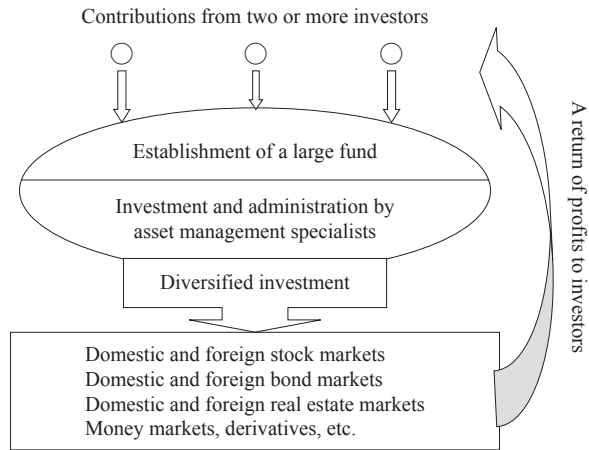 Contributions from two or more investors
Establishment of a large fund
Investment and administration by
asset management specialists
Diversified investment
Domestic and foreign stock markets
Domestic and foreign bond markets
Domestic and foreign real estate markets
Money markets, derivatives, etc.
A return of profits to investors